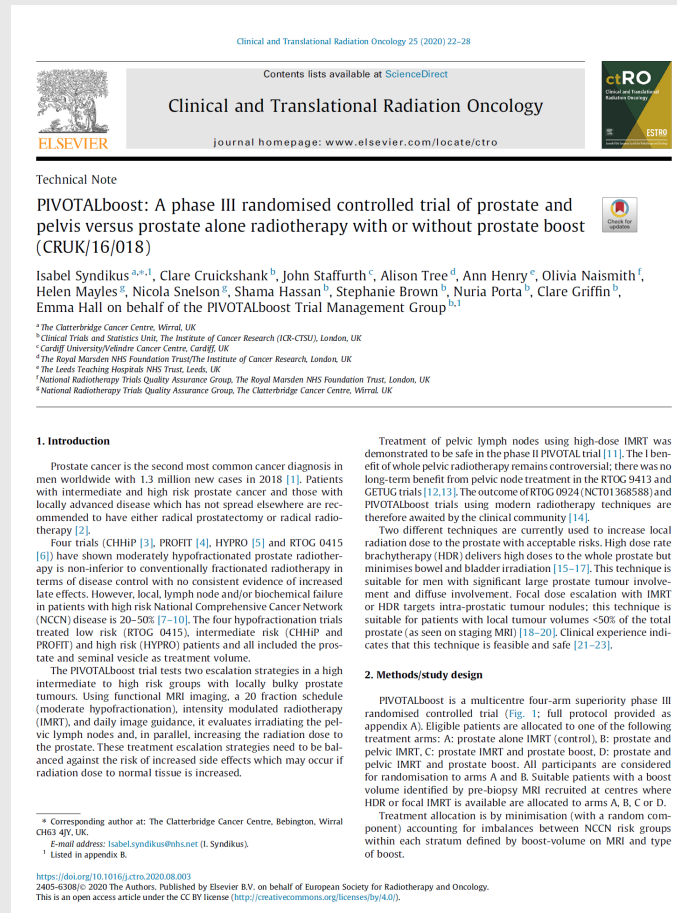 Clinical and Translational Radiation Oncology 25 (2020) 22–28
Contents lists available at ScienceDirect
Clinical and Translational Radiation Oncology
journal homepage: www.elsevier.com/locate/ctro
ELSEVIER
ctRO
Clinical and Translational
Radiation Oncology
ESTRO
Technical Note
PIVOTALboost: A phase III randomised controlled trial of prostate and
pelvis versus prostate alone radiotherapy with or without prostate boost
(CRUK/16/018)
Check for
updates
Isabel Syndikus a,*,1, Clare Cruickshank b, John Staffurth c, Alison Tree d, Ann Henry e, Olivia Naismith f,
Helen Mayles g, Nicola Snelson g, Shama Hassan b, Stephanie Brown b, Nuria Porta b, Clare Griffin b,
Emma Hall on behalf of the PIVOTALboost Trial Management Group b,1
a The Clatterbridge Cancer Centre, Wirral, UK
b Clinical Trials and Statistics Unit, The Institute of Cancer Research (ICR-CTSU), London, UK
c Cardiff University/Velindre Cancer Centre, Cardiff, UK
d The Royal Marsden NHS Foundation Trust/The Institute of Cancer Research, London, UK
e The Leeds Teaching Hospitals NHS Trust, Leeds, UK
f National Radiotherapy Trials Quality Assurance Group, The Royal Marsden NHS Foundation Trust, London, UK
g National Radiotherapy Trials Quality Assurance Group, The Clatterbridge Cancer Centre, Wirral. UK
1. Introduction
Prostate cancer is the second most common cancer diagnosis in
men worldwide with 1.3 million new cases in 2018 [1]. Patients
with intermediate and high risk prostate cancer and those with
locally advanced disease which has not spread elsewhere are rec-
ommended to have either radical prostatectomy or radical radio-
therapy [2].
Four trials (CHHiP [3], PROFIT [4], HYPRO [5] and RTOG 0415
[6]) have shown moderately hypofractionated prostate radiother-
apy is non-inferior to conventionally fractionated radiotherapy in
terms of disease control with no consistent evidence of increased
late effects. However, local, lymph node and/or biochemical failure
in patients with high risk National Comprehensive Cancer Network
(NCCN) disease is 20–50% [7–10]. The four hypofractionation trials
treated low risk (RTOG 0415), intermediate risk (CHHiP and
PROFIT) and high risk (HYPRO) patients and all included the pros-
tate and seminal vesicle as treatment volume.
The PIVOTALboost trial tests two escalation strategies in a high
intermediate to high risk groups with locally bulky prostate
tumours. Using functional MRI imaging, a 20 fraction schedule
(moderate hypofractionation), intensity modulated radiotherapy
(IMRT), and daily image guidance, it evaluates irradiating the pel-
vic lymph nodes and, in parallel, increasing the radiation dose to
the prostate. These treatment escalation strategies need to be bal-
anced against the risk of increased side effects which may occur if
radiation dose to normal tissue is increased.
* Corresponding author at: The Clatterbridge Cancer Centre, Bebington, Wirral
CH63 4JY, UK.
E-mail address: Isabel.syndikus@nhs.net (I. Syndikus).
1 Listed in appendix B.
Treatment of pelvic lymph nodes using high-dose IMRT was
demonstrated to be safe in the phase II PIVOTAL trial [11]. The l ben-
efit of whole pelvic radiotherapy remains controversial; there was no
long-term benefit from pelvic node treatment in the RTOG 9413 and
GETUG trials [12,13]. The outcome of RTOG 0924 (NCT01368588) and
PIVOTALboost trials using modern radiotherapy techniques are
therefore awaited by the clinical community [14].
Two different techniques are currently used to increase local
radiation dose to the prostate with acceptable risks. High dose rate
brachytherapy (HDR) delivers high doses to the whole prostate but
minimises bowel and bladder irradiation [15–17]. This technique is
suitable for men with significant large prostate tumour involve-
ment and diffuse involvement. Focal dose escalation with IMRT
or HDR targets intra-prostatic tumour nodules; this technique is
suitable for patients with local tumour volumes <50% of the total
prostate (as seen on staging MRI) [18–20]. Clinical experience indi-
cates that this technique is feasible and safe [21–23].
2. Methods/study design
PIVOTALboost is a multicentre four-arm superiority phase III
randomised controlled trial (Fig. 1; full protocol provided as
appendix A). Eligible patients are allocated to one of the following
treatment arms: A: prostate alone IMRT (control), B: prostate and
pelvic IMRT, C: prostate IMRT and prostate boost, D: prostate and
pelvic IMRT and prostate boost. All participants are considered
for randomisation to arms A and B. Suitable patients with a boost
volume identified by pre-biopsy MRI recruited at centres where
HDR or focal IMRT is available are allocated to arms A, B, C or D.
Treatment allocation is by minimisation (with a random com-
ponent) accounting for imbalances between NCCN risk groups
within each stratum defined by boost-volume on MRI and type
of boost.
https://doi.org/10.1016/j.ctro.2020.08.003
2405-6308/© 2020 The Authors. Published by Elsevier B.V. on behalf of European Society for Radiotherapy and Oncology.
This is an open access article under the CC BY license (http://creativecommons.org/licenses/by/4.0/).